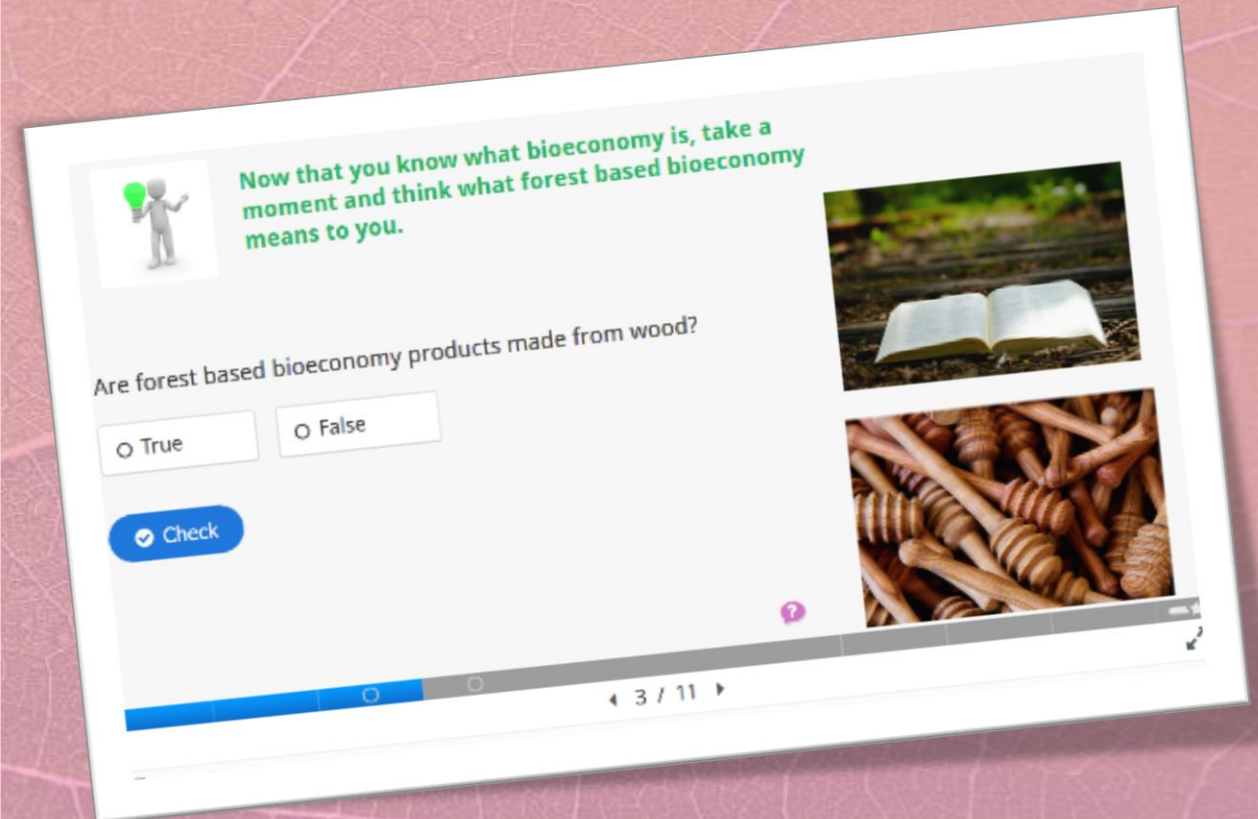 Now that you know what bioeconomy is, take a
moment and think what forest based bioeconomy
means to you.
Are forest based bioeconomy products made from wood?
True
False
Check
?
3 / 11